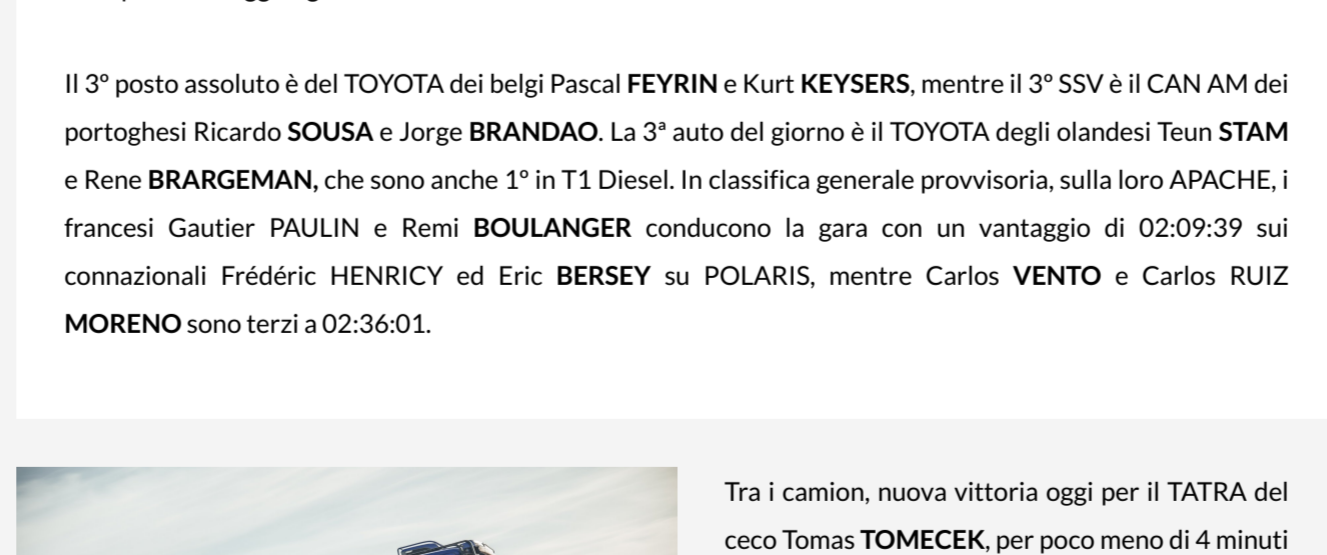 Il 3° posto assoluto è del TOYOTA dei belgi Pascal FEYRIN e Kurt KEYSERS, mentre il 3° SSV è il CAN AM dei
portoghesi Ricardo SOUSA e Jorge BRANDAO. La 3ª auto del giorno è il TOYOTA degli olandesi Teun STAM
e Rene BRARGEMAN, che sono anche 1° in T1 Diesel. In classifica generale provvisoria, sulla loro APACHE, i
francesi Gautier PAULIN e Remi BOULANGER conducono la gara con un vantaggio di 02:09:39 sui
connazionali Frédéric HENRICY ed Eric BERSEY su POLARIS, mentre Carlos VENTO e Carlos RUIZ
MORENO sono terzi a 02:36:01.
Tra i camion, nuova vittoria oggi per il TATRA del
ceco Tomas TOMECEK, per poco meno di 4 minuti